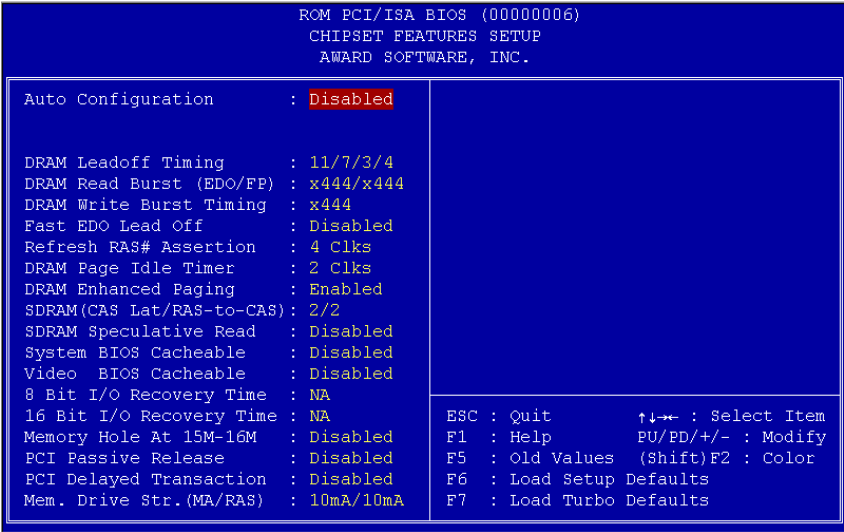 ROM PCI/ISA BIOS (00000006)
CHIPSET FEATURES SETUP
AWARD SOFTWARE, INC.
Auto Configuration : Disabled
DRAM Leadoff Timing : 11/7/3/4
DRAM Read Burst (EDO/FP) : x444/x444
DRAM Write Burst Timing : x444
Fast EDO Lead Off : Disabled
Refresh RAS# Assertion : 4 Clks
DRAM Page Idle Timer : 2 Clks
DRAM Enhanced Paging : Enabled
SDRAM(CAS Lat/RAS-to-CAS): 2/2
SDRAM Speculative Read : Disabled
System BIOS Cacheable : Disabled
Video BIOS Cacheable : Disabled
8 Bit I/O Recovery Time : NA
16 Bit I/O Recovery Time : NA
Memory Hole At 15M-16M : Disabled
PCI Passive Release : Disabled
PCI Delayed Transaction : Disabled
Mem. Drive Str.(MA/RAS) : 10mA/10mA
ESC : Quit ↑↓→← : Select Item
F1 : Help PU/PD/+/- : Modify
F5 : Old Values (Shift)F2 : Color
F6 : Load Setup Defaults
F7 : Load Turbo Defaults